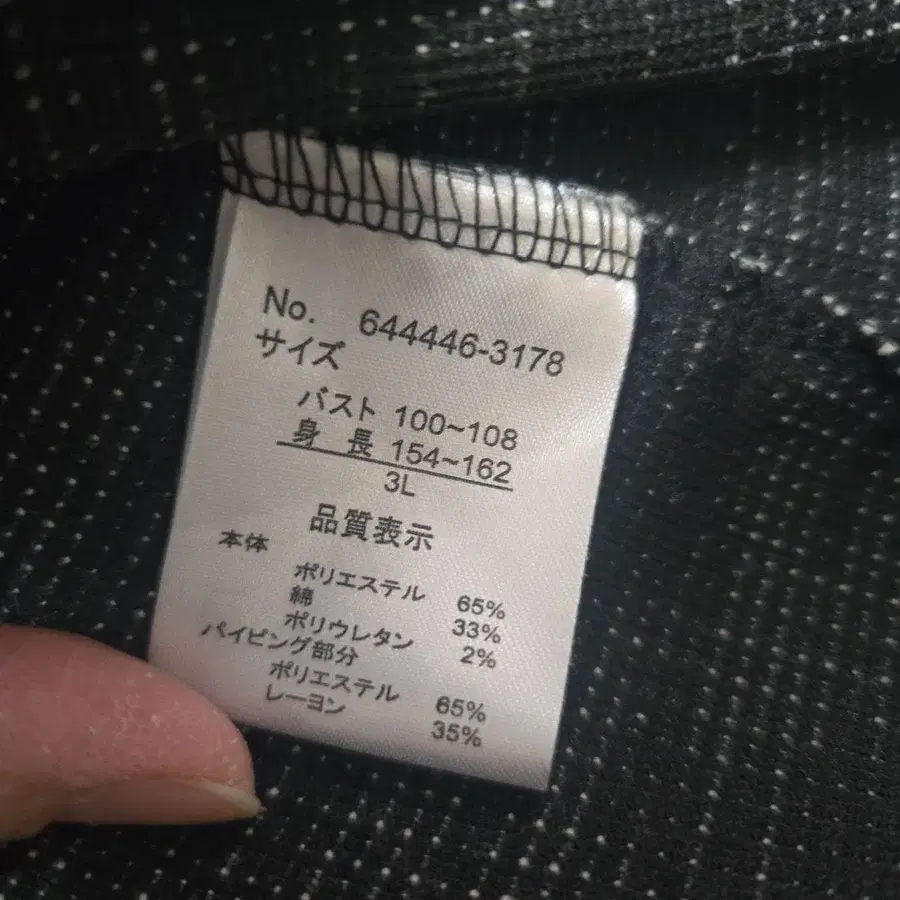 No. 644446-3178
サイズ
バスト 100~108
身 長 154~162
3L
品質表示
本体
ポリエステル 65%
綿 33%
ポリウレタン 2%
パイピング部分
ポリエステル 65%
レーヨン 35%